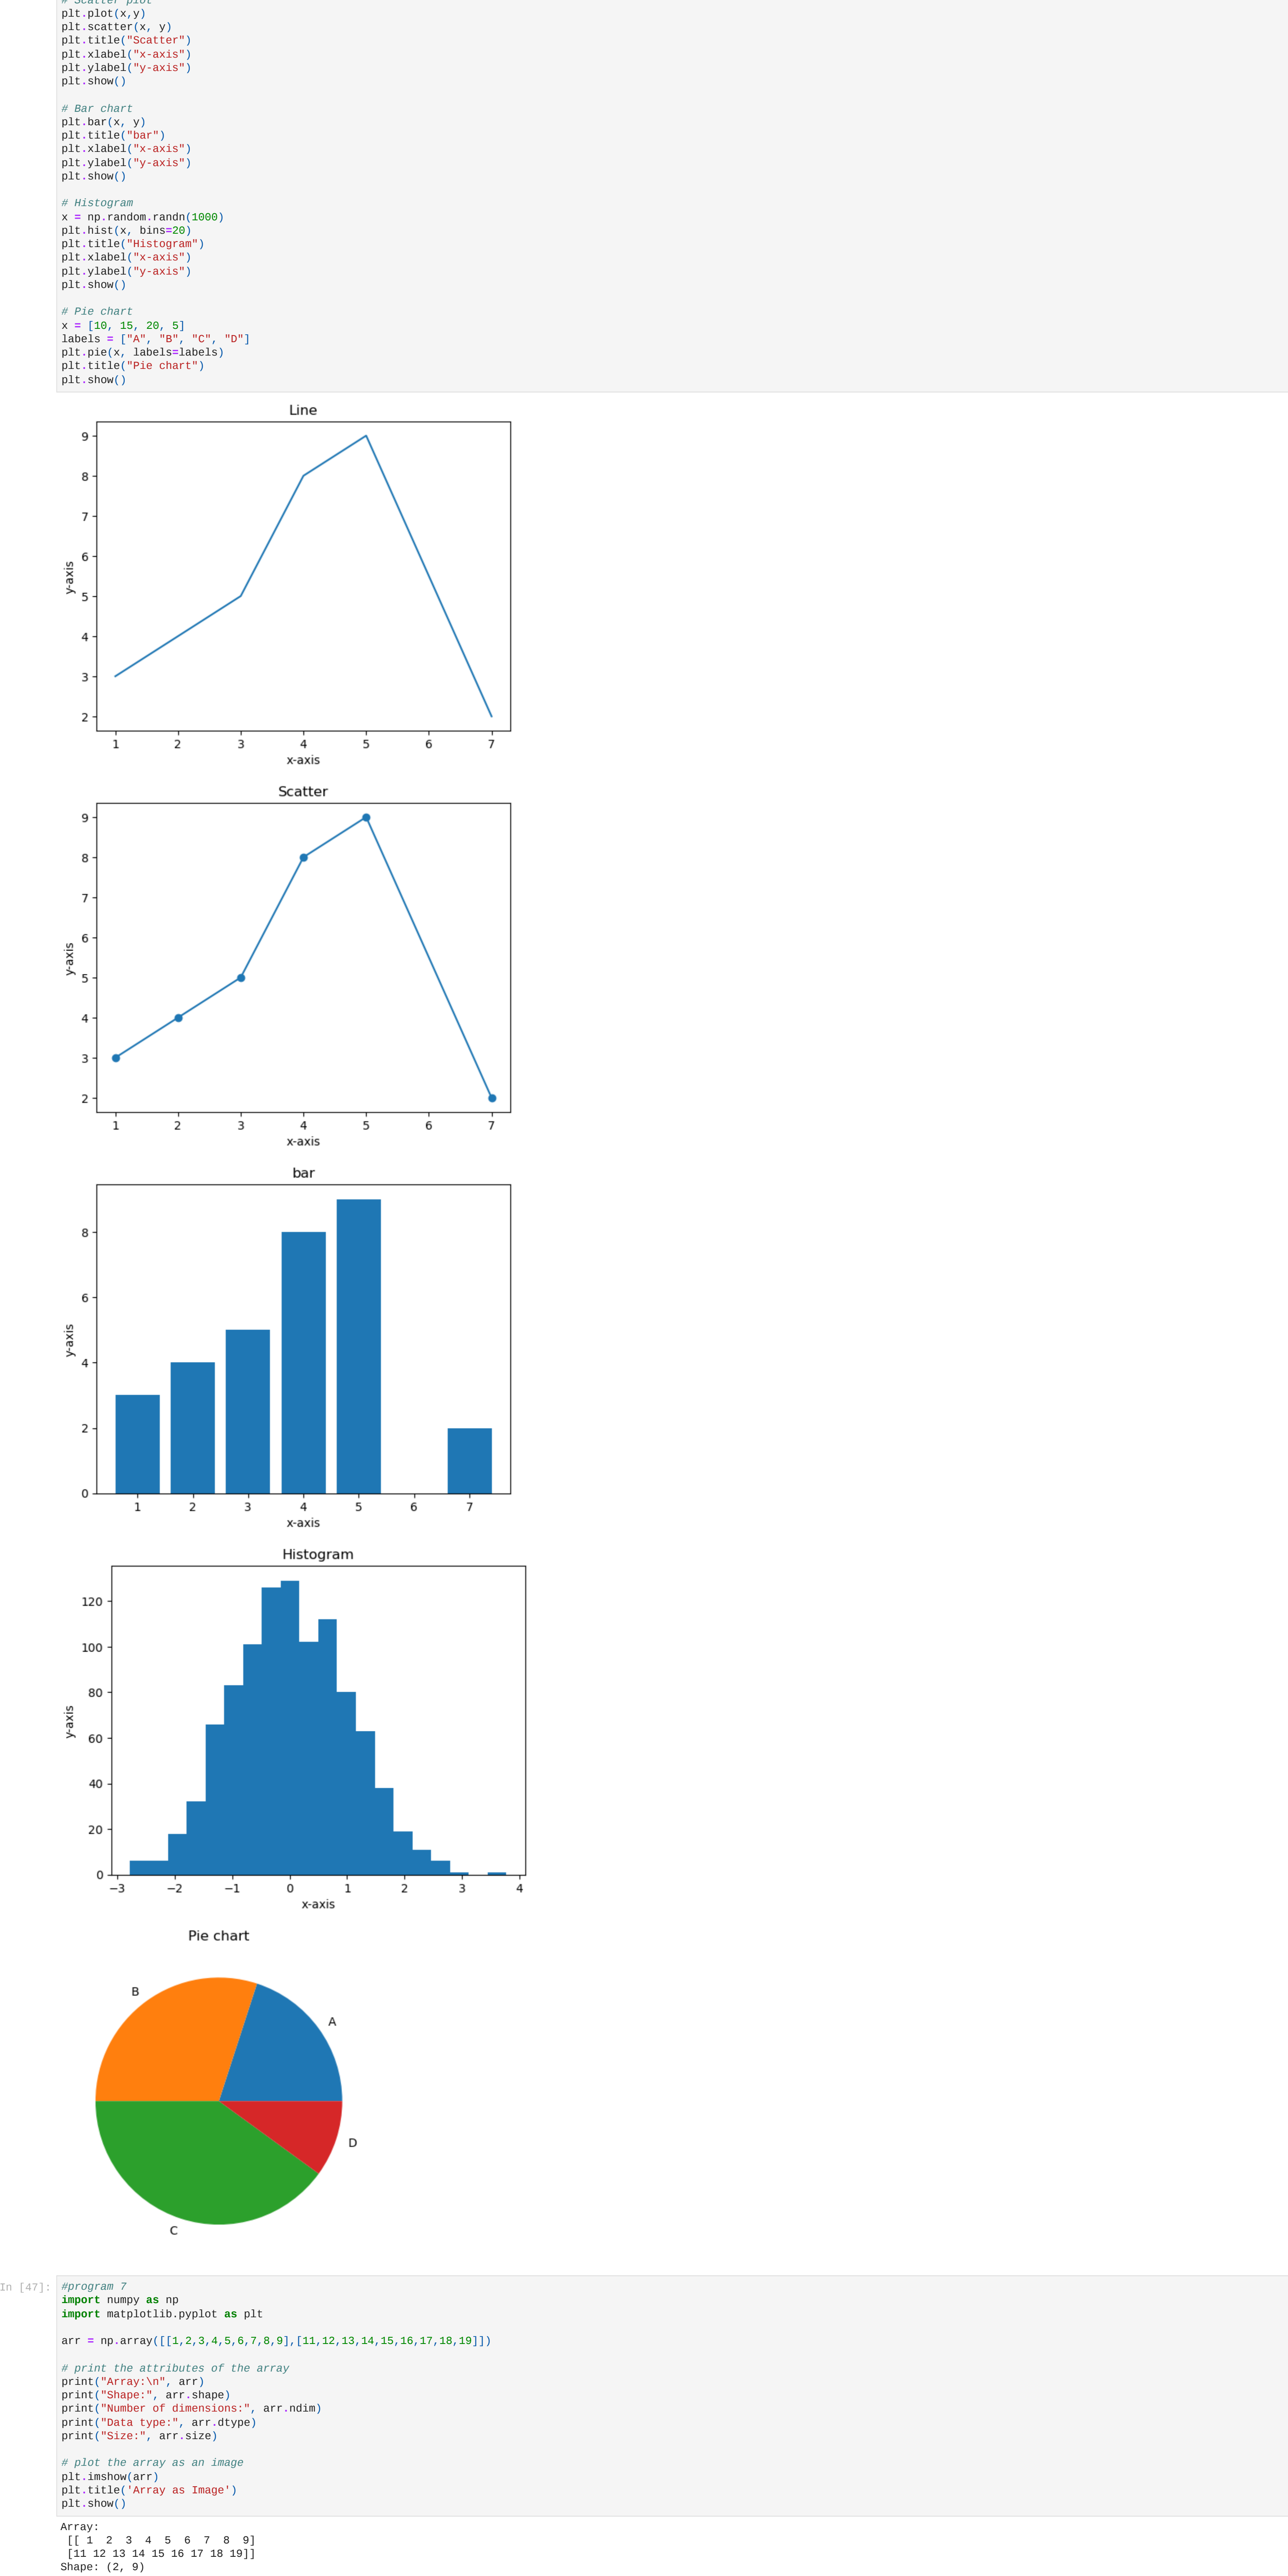 # Scatter plot
plt.plot(x,y)
plt.scatter(x, y)
plt.title("Scatter")
plt.xlabel("x-axis")
plt.ylabel("y-axis")
plt.show()
# Bar chart
plt.bar(x, y)
plt.title("bar")
plt.xlabel("x-axis")
plt.ylabel("y-axis")
plt.show()
# Histogram
x = np.random.randn(1000)
plt.hist(x, bins=20)
plt.title("Histogram")
plt.xlabel("x-axis")
plt.ylabel("y-axis")
plt.show()
# Pie chart
x = [10, 15, 20, 5]
labels = ["A", "B", "C", "D"]
plt.pie(x, labels=labels)
plt.title("Pie chart")
plt.show()
Line
9
8
7
6
5
4
3
2
y-axis
1 2 3 4 5 6 7
x-axis
Scatter
9
8
7
6
5
4
3
2
y-axis
1 2 3 4 5 6 7
x-axis
bar
8
6
4
2
0
y-axis
1 2 3 4 5 6 7
x-axis
Histogram
120
100
80
60
40
20
0
y-axis
−3 −2 −1 0 1 2 3 4
x-axis
Pie chart
B
A
D
C
In [47]:
#program 7
import numpy as np
import matplotlib.pyplot as plt
arr = np.array([[1,2,3,4,5,6,7,8,9],[11,12,13,14,15,16,17,18,19]])
# print the attributes of the array
print("Array:\n", arr)
print("Shape:", arr.shape)
print("Number of dimensions:", arr.ndim)
print("Data type:", arr.dtype)
print("Size:", arr.size)
# plot the array as an image
plt.imshow(arr)
plt.title('Array as Image')
plt.show()
Array:
[[ 1 2 3 4 5 6 7 8 9]
[11 12 13 14 15 16 17 18 19]]
Shape: (2, 9)